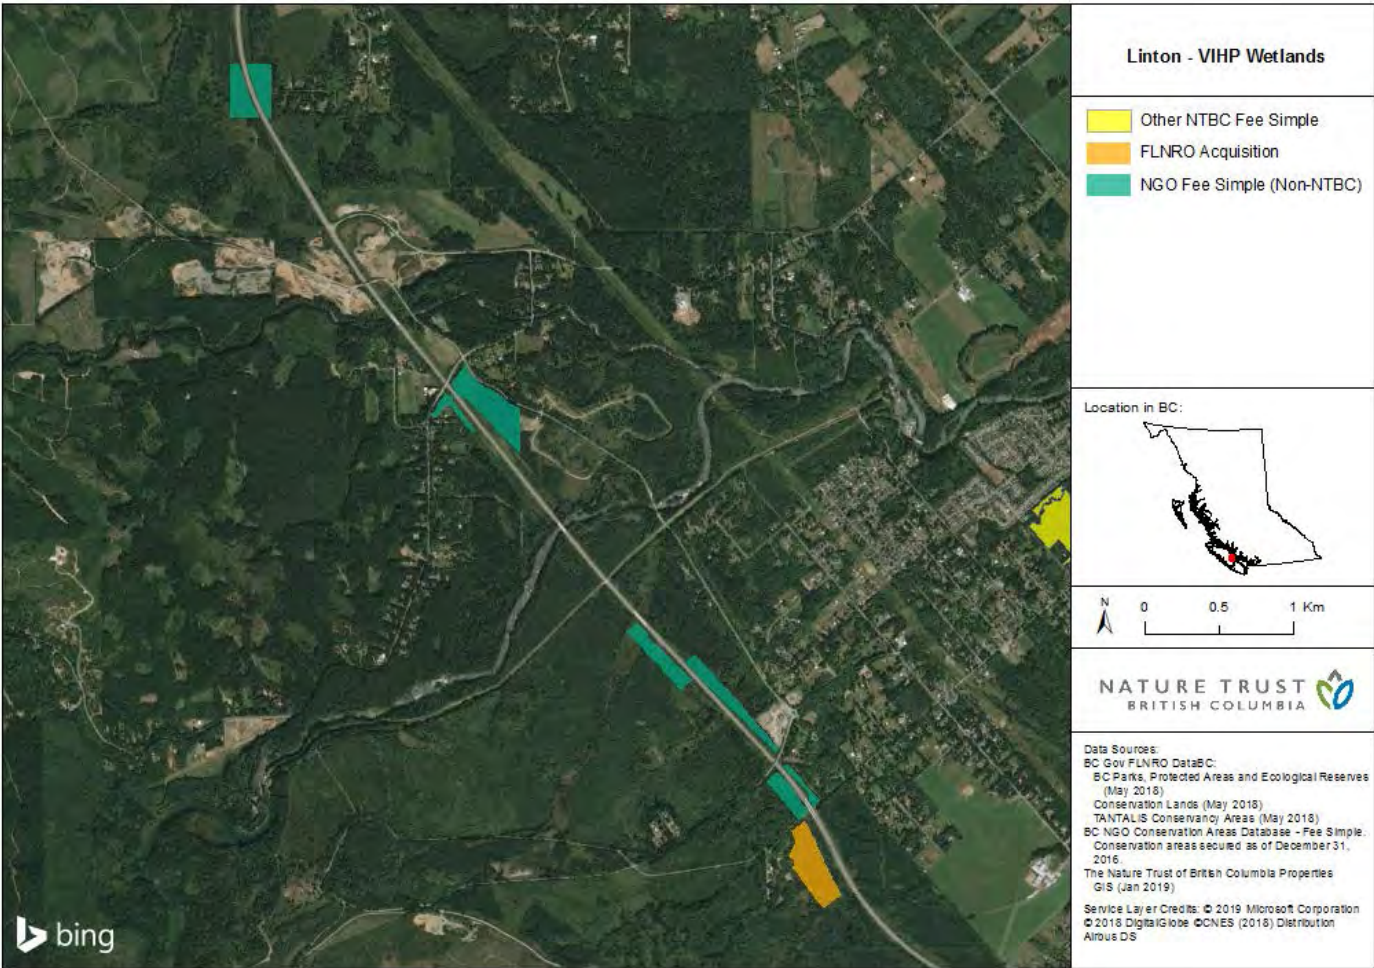 Linton - VIHP Wetlands
Other NTBC Fee Simple
FLNRO Acquisition
NGO Fee Simple (Non-NTBC)
Location in BC:
N
0 0.5 1 Km
NATURE TRUST
BRITISH COLUMBIA
Data Sources:
BC Gov FLNRO DataBC:
BC Parks, Protected Areas and Ecological Reserves
(May 2018)
Conservation Lands (May 2018)
TANTALIS Conservancy Areas (May 2018)
BC NGO Conservation Areas Database - Fee Simple.
Conservation areas secured as of December 31,
2016.
The Nature Trust of British Columbia Properties
GIS (Jan 2019)
Service Layer Credits: © 2019 Microsoft Corporation
© 2018 DigitalGlobe ©CNES (2018) Distribution
Airbus DS
bing